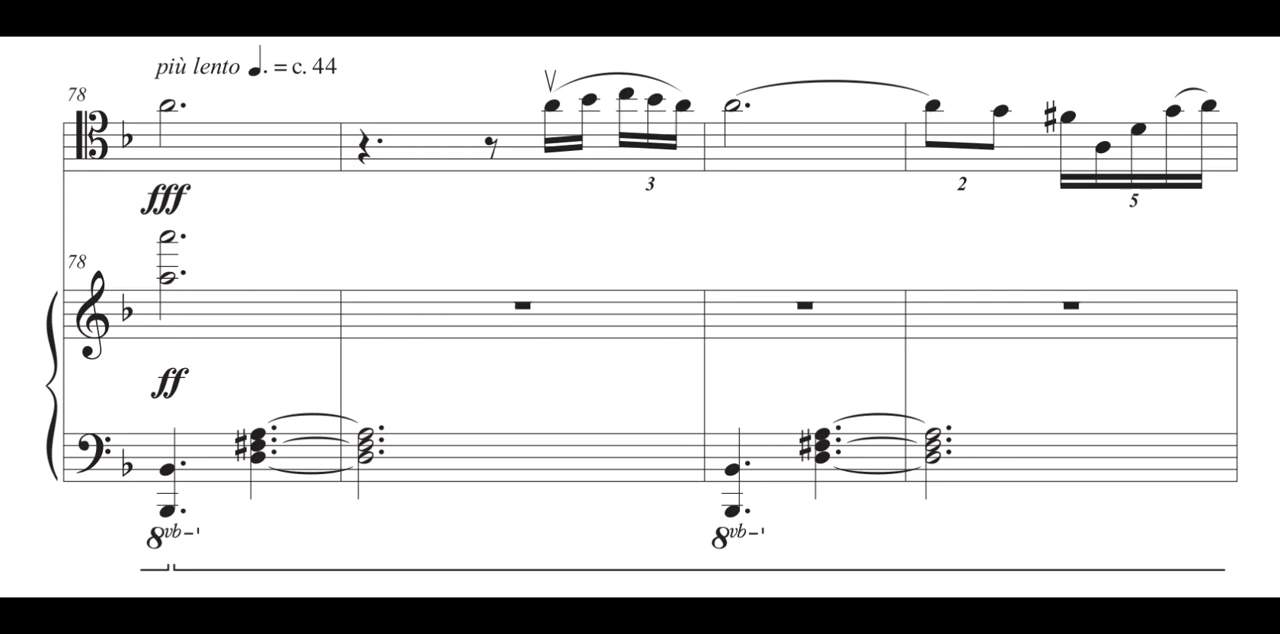 più lento ♩. = c. 44
78
fff
3
2
5
78
ff
8vb
8vb